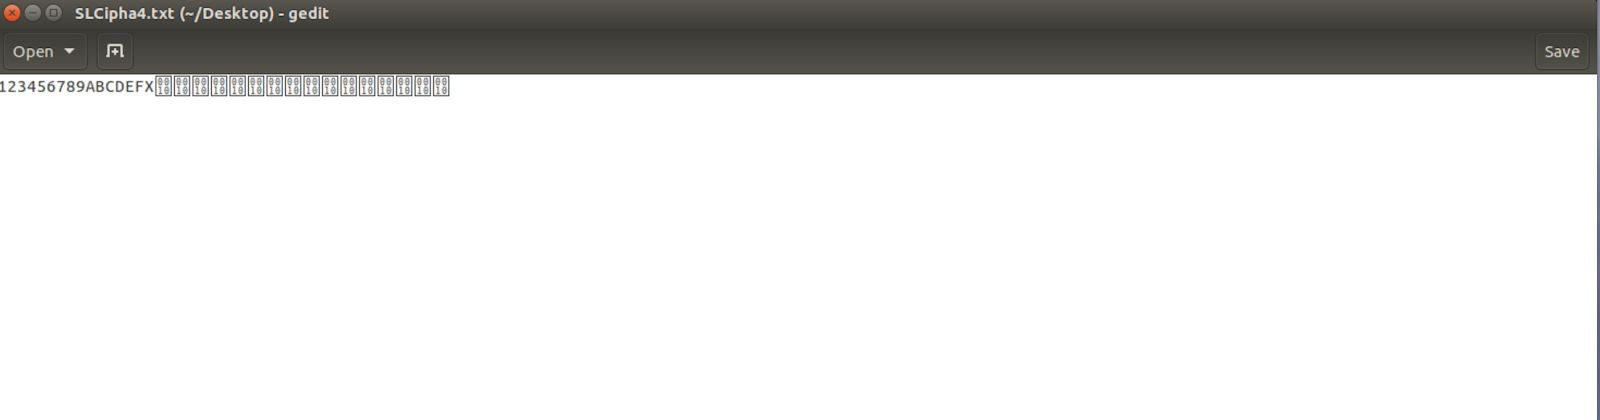 SLCipha4.txt (~/Desktop) - gedit
Open
Save
123456789ABCDEFX